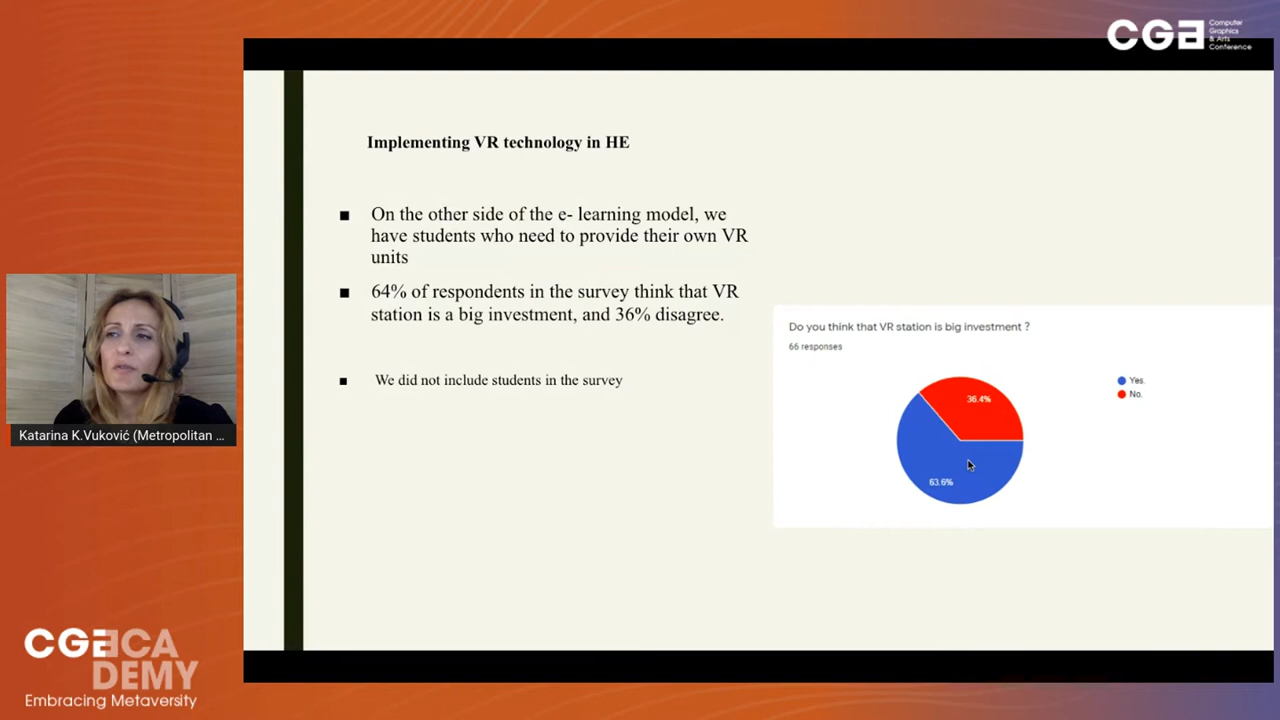 CGA
Computer
Graphics
& Arts
Conference
Implementing VR technology in HE
■ On the other side of the e- learning model, we
have students who need to provide their own VR
units
■ 64% of respondents in the survey think that VR
station is a big investment, and 36% disagree.
■ We did not include students in the survey
Do you think that VR station is big investment ?
66 responses
36.4%
63.6%
Yes.
No.
Katarina K.Vuković (Metropolitan ...
CGACA
DEMY
Embracing Metaversity